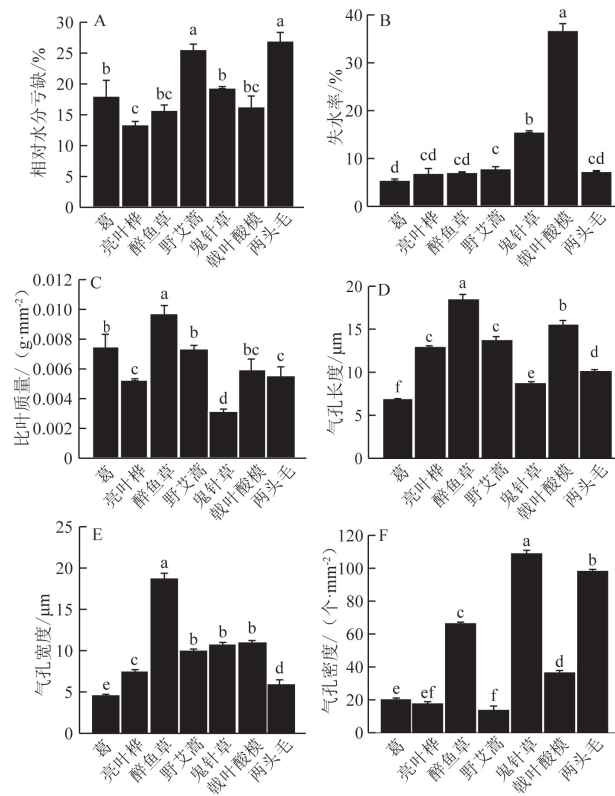 A
相对水分亏缺/%
30
25
20
15
10
5
0
b
c
bc
a
b
bc
a
葛
亮叶桦
醉鱼草
野艾蒿
鬼针草
戟叶酸模
两头毛
B
失水率/%
40
30
20
10
0
d
cd
cd
c
b
a
cd
葛
亮叶桦
醉鱼草
野艾蒿
鬼针草
戟叶酸模
两头毛
C
比叶质量/（g·mm⁻²）
0.012
0.010
0.008
0.006
0.004
0.002
0
b
c
a
b
d
bc
c
葛
亮叶桦
醉鱼草
野艾蒿
鬼针草
戟叶酸模
两头毛
D
气孔长度/μm
20
15
10
5
0
f
c
a
c
e
b
d
葛
亮叶桦
醉鱼草
野艾蒿
鬼针草
戟叶酸模
两头毛
E
气孔宽度/μm
25
20
15
10
5
0
e
c
a
b
b
b
d
葛
亮叶桦
醉鱼草
野艾蒿
鬼针草
戟叶酸模
两头毛
F
气孔密度/（个·mm⁻²）
120
100
80
60
40
20
0
e
ef
c
f
a
d
b
葛
亮叶桦
醉鱼草
野艾蒿
鬼针草
戟叶酸模
两头毛